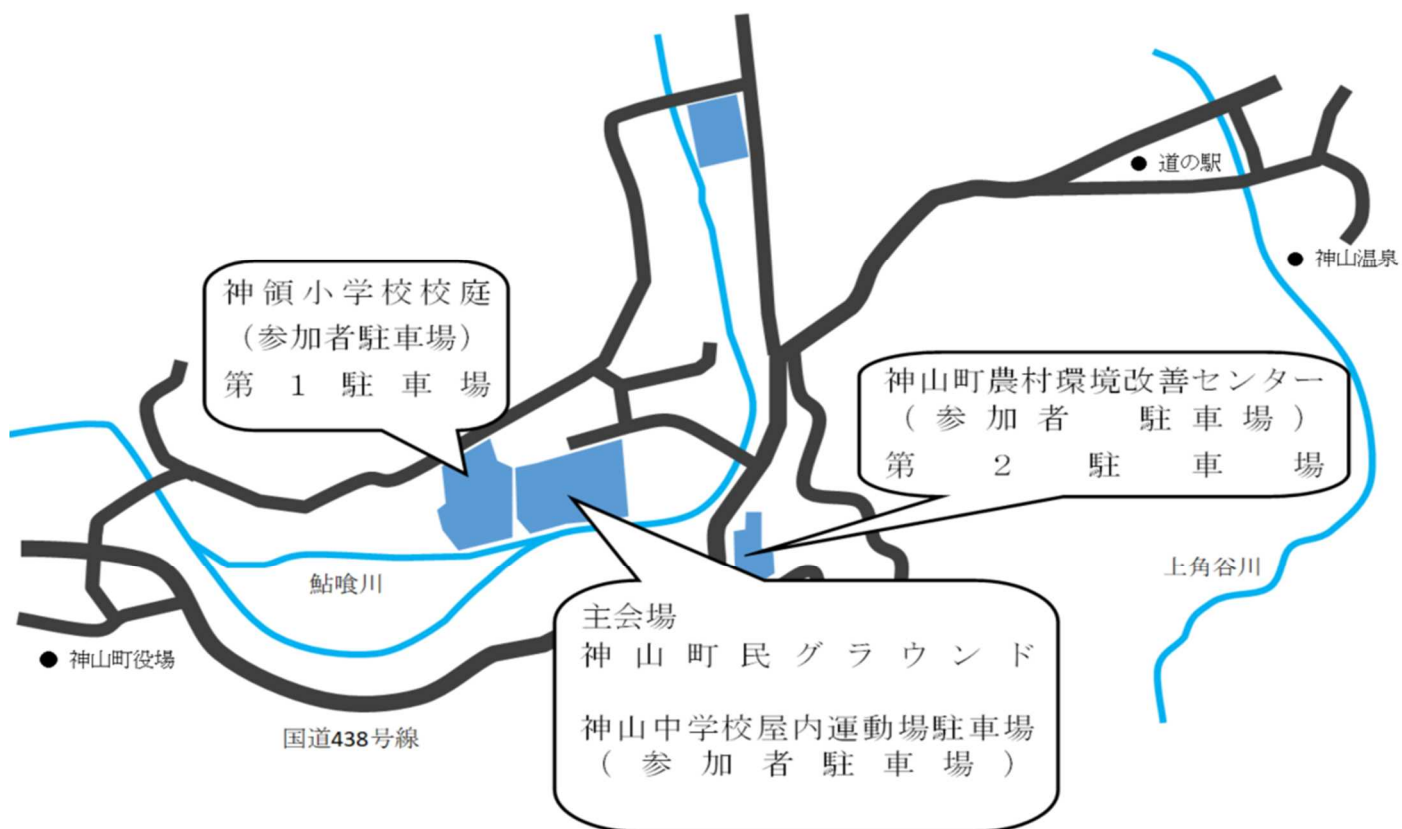 道の駅
神山温泉
神領小学校校庭
(参加者駐車場)
第1駐車場
神山町農村環境改善センター
(参加者 駐車場)
第2駐車場
上角谷川
鮎喰川
主会場
神山町民グラウンド
神山中学校屋内運動場駐車場
(参加者駐車場)
神山町役場
国道438号線